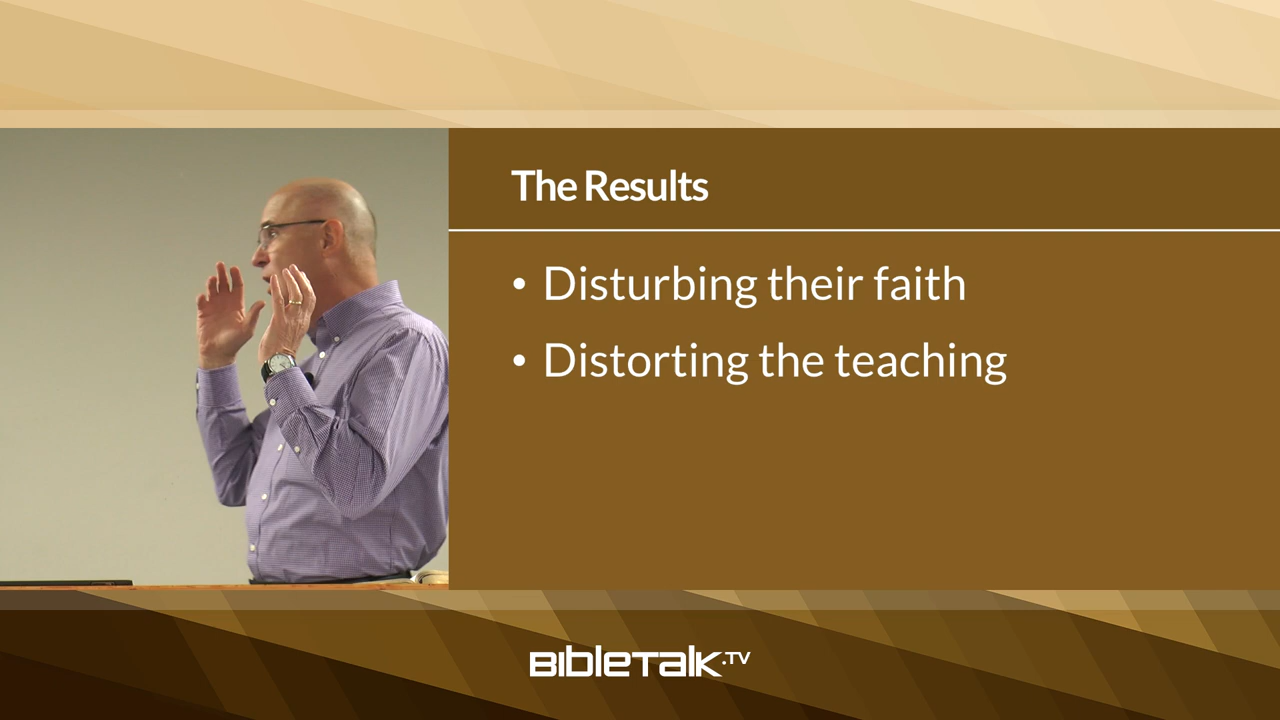 The Results
• Disturbing their faith
• Distorting the teaching
BIBLETALK.TV